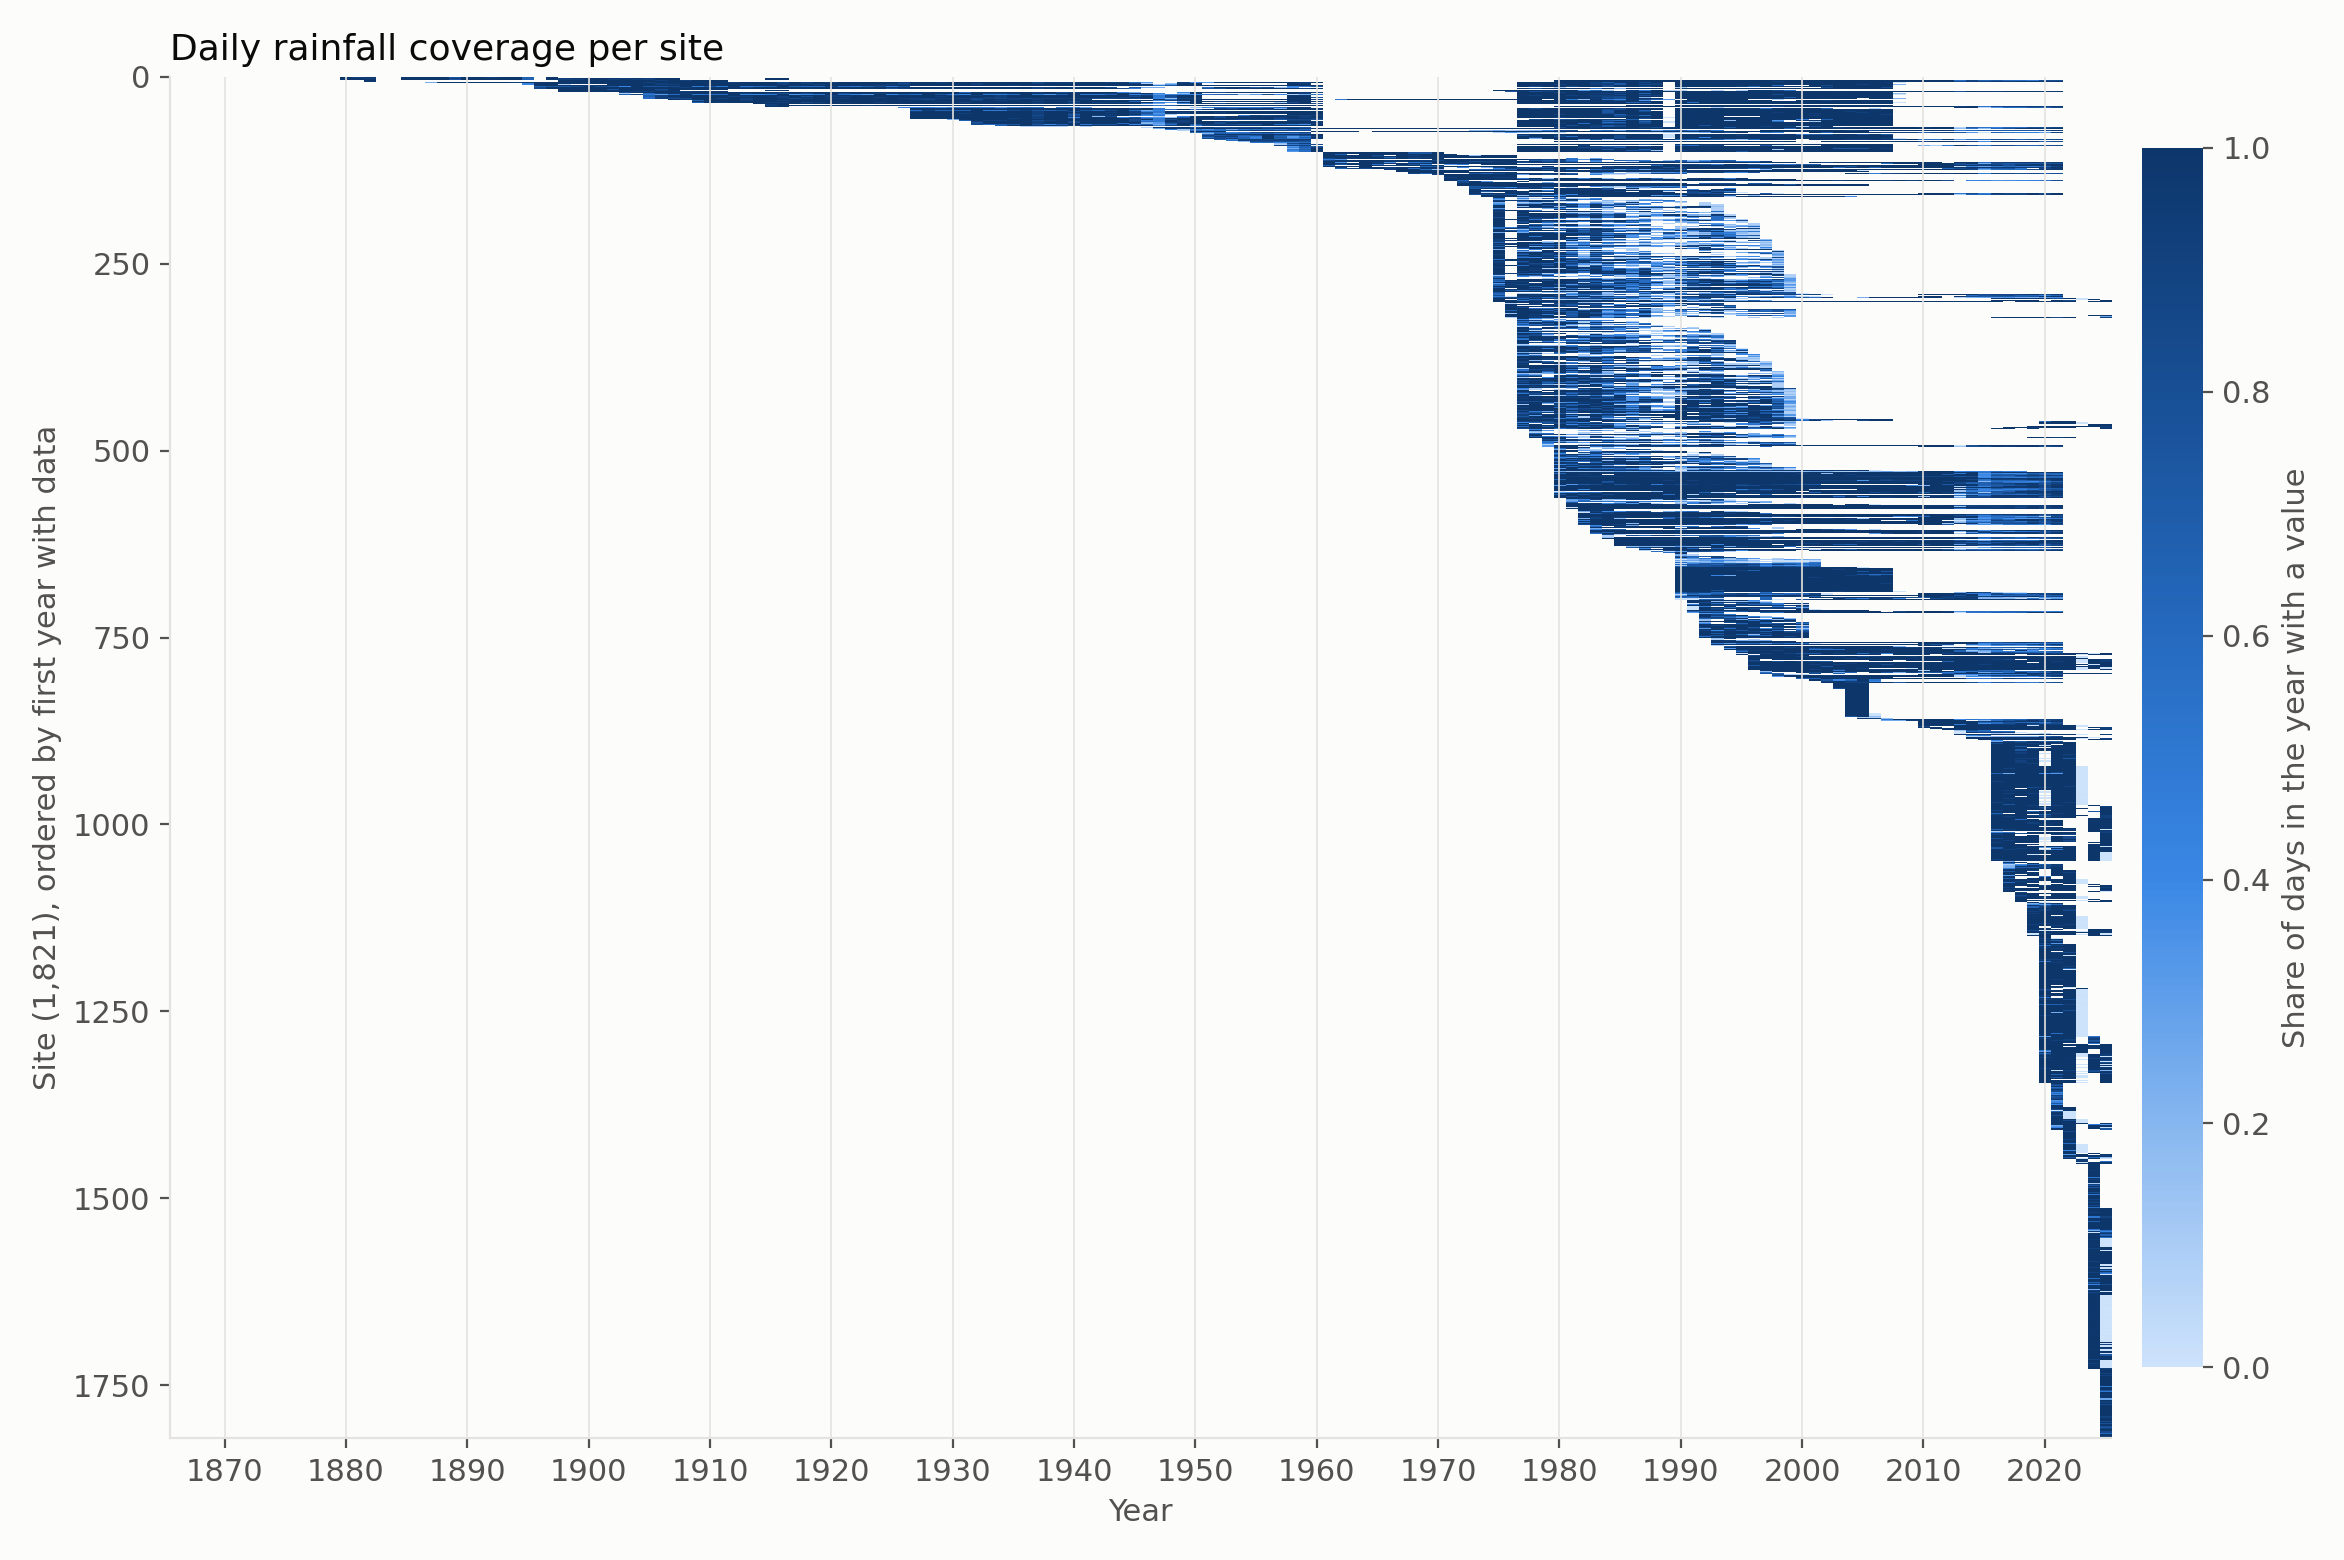 Daily rainfall coverage per site
0
250
500
750
1000
1250
1500
1750
Site (1,821), ordered by first year with data
1870 1880 1890 1900 1910 1920 1930 1940 1950 1960 1970 1980 1990 2000 2010 2020
Year
1.0
0.8
0.6
0.4
0.2
0.0
Share of days in the year with a value